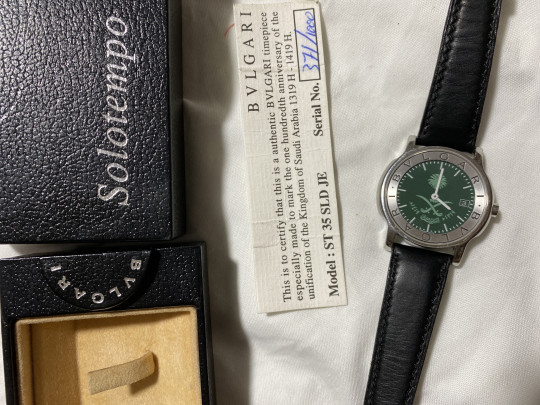 Solotempo
BVLGARI
BVLGARI
This is to certify that this is a authentic BVLGARI timepiece
especially made to mark the one hundredth anniversary of the
unification of the Kingdom of Saudi Arabia 1319 H - 1419 H.
Model : ST 35 SLD JE Serial No. 371/1000